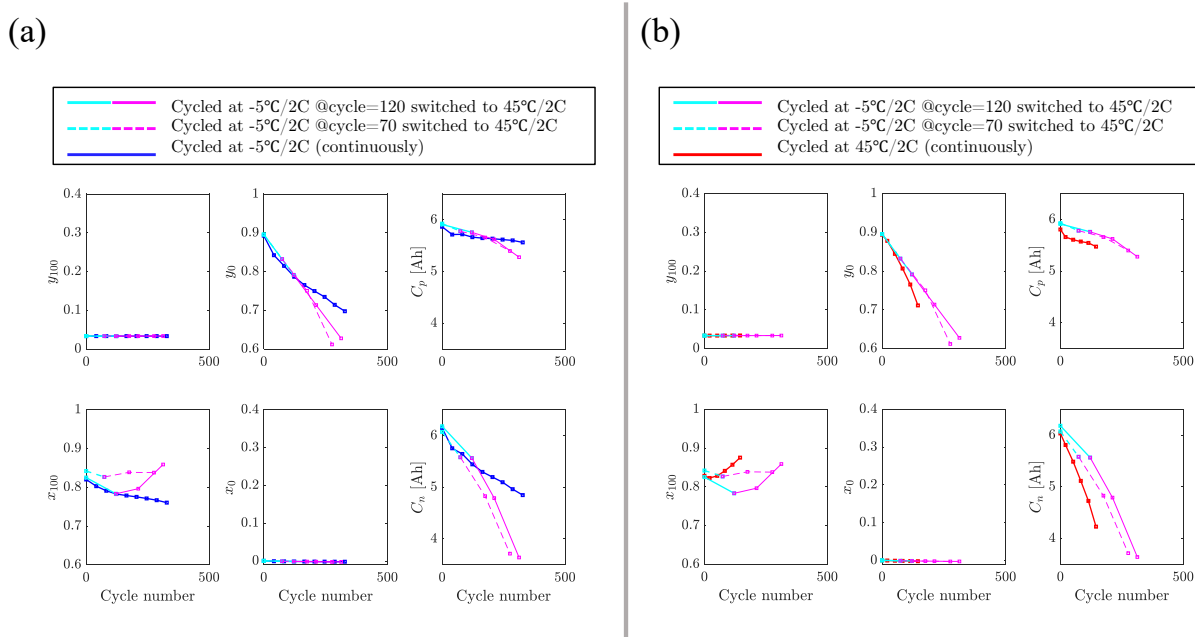 (a)
Cycled at -5℃/2C @cycle=120 switched to 45℃/2C
Cycled at -5℃/2C @cycle=70 switched to 45℃/2C
Cycled at -5℃/2C (continuously)
0.4
0.3
0.2
0.1
0
y100
0
500
1
0.9
0.8
0.7
0.6
y0
0
500
6
5
4
Cp [Ah]
0
500
1
0.9
0.8
0.7
0.6
x100
0
500
Cycle number
0.4
0.3
0.2
0.1
0
x0
0
500
Cycle number
6
5
4
Cn [Ah]
0
500
Cycle number
(b)
Cycled at -5℃/2C @cycle=120 switched to 45℃/2C
Cycled at -5℃/2C @cycle=70 switched to 45℃/2C
Cycled at 45℃/2C (continuously)
0.4
0.3
0.2
0.1
0
y100
0
500
1
0.9
0.8
0.7
0.6
y0
0
500
6
5
4
Cp [Ah]
0
500
1
0.9
0.8
0.7
0.6
x100
0
500
Cycle number
0.4
0.3
0.2
0.1
0
x0
0
500
Cycle number
6
5
4
Cn [Ah]
0
500
Cycle number